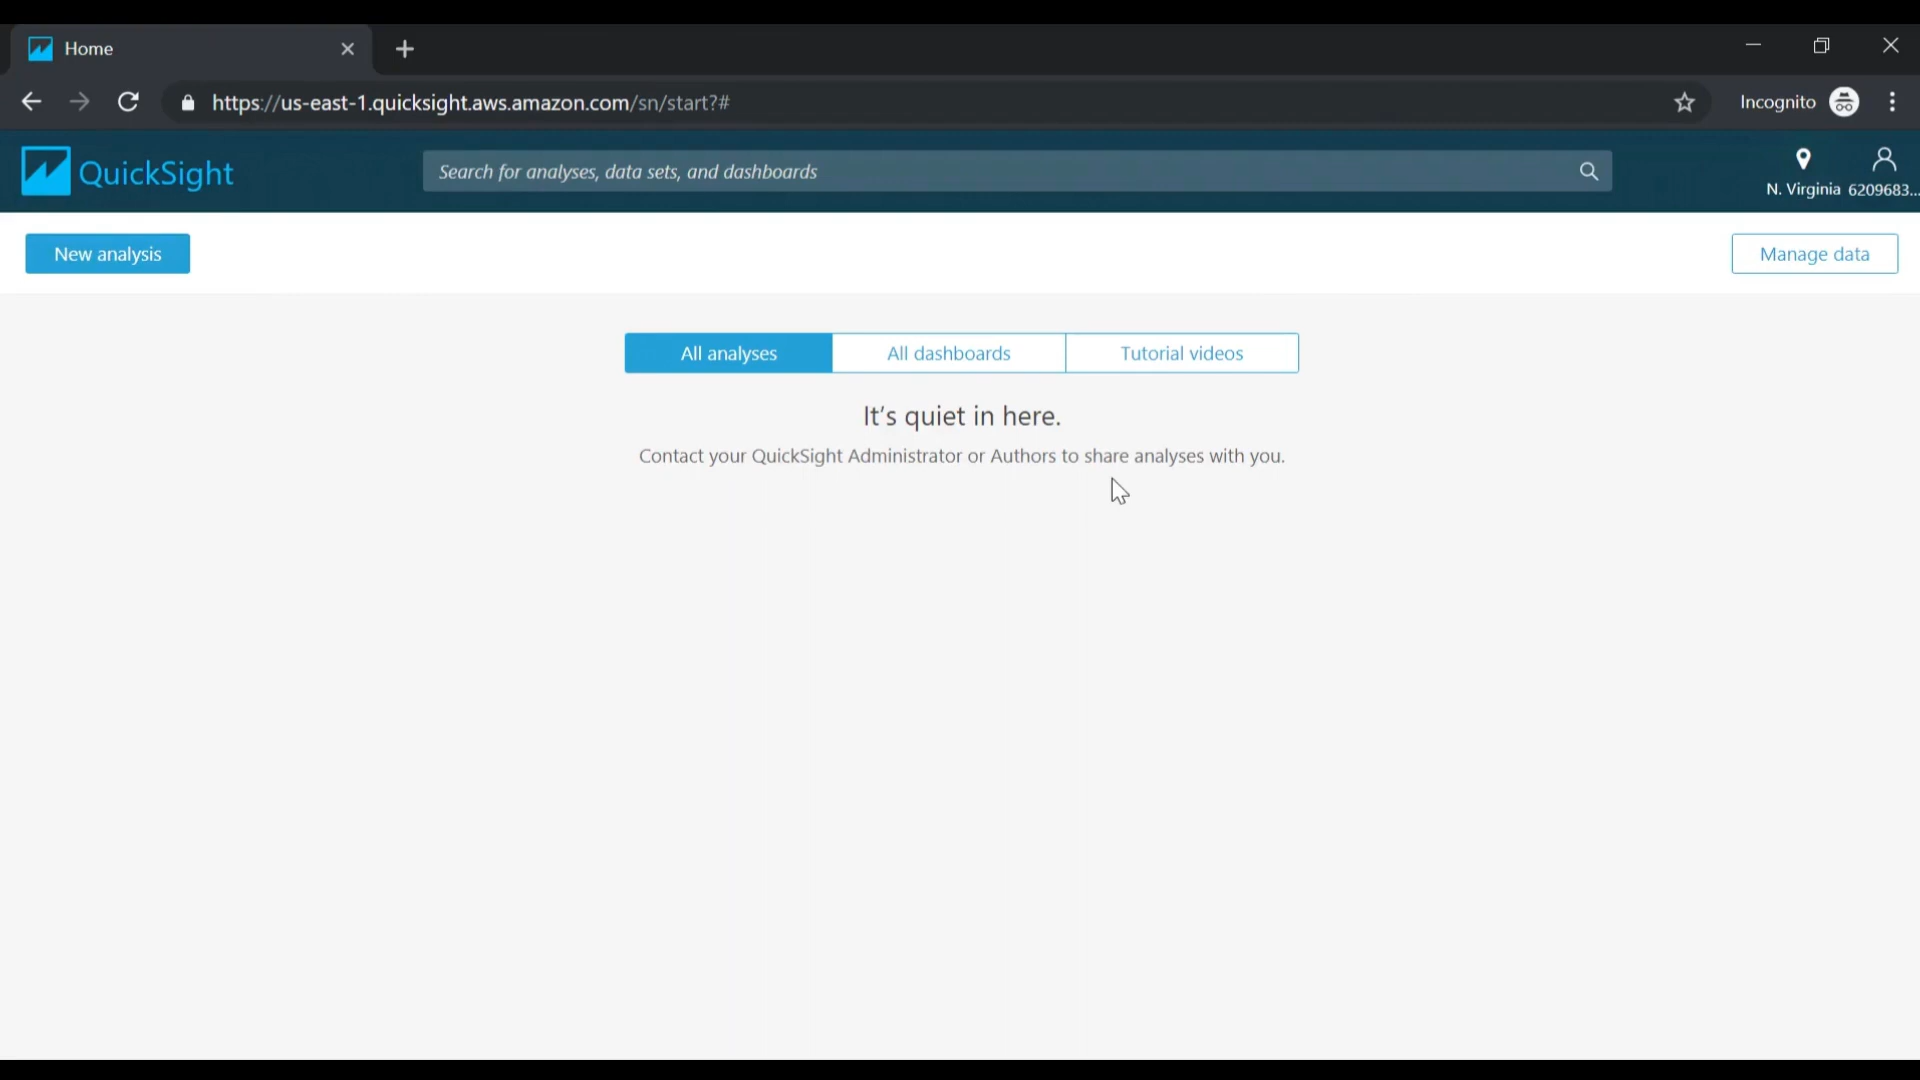 Home
https://us-east-1.quicksight.aws.amazon.com/sn/start?#
Incognito
QuickSight
Search for analyses, data sets, and dashboards
N. Virginia
6209683...
New analysis
Manage data
All analyses
All dashboards
Tutorial videos
It's quiet in here.
Contact your QuickSight Administrator or Authors to share analyses with you.